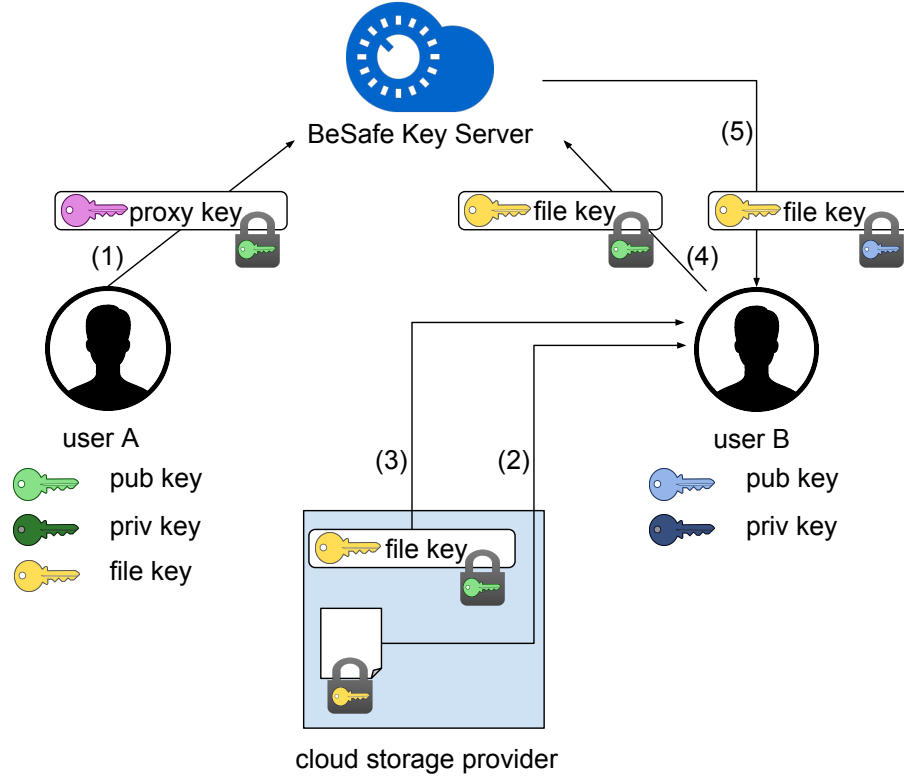 BeSafe Key Server
(5)
proxy key
file key
file key
(1)
(4)
user A
user B
(3)
(2)
pub key
pub key
priv key
priv key
file key
file key
cloud storage provider